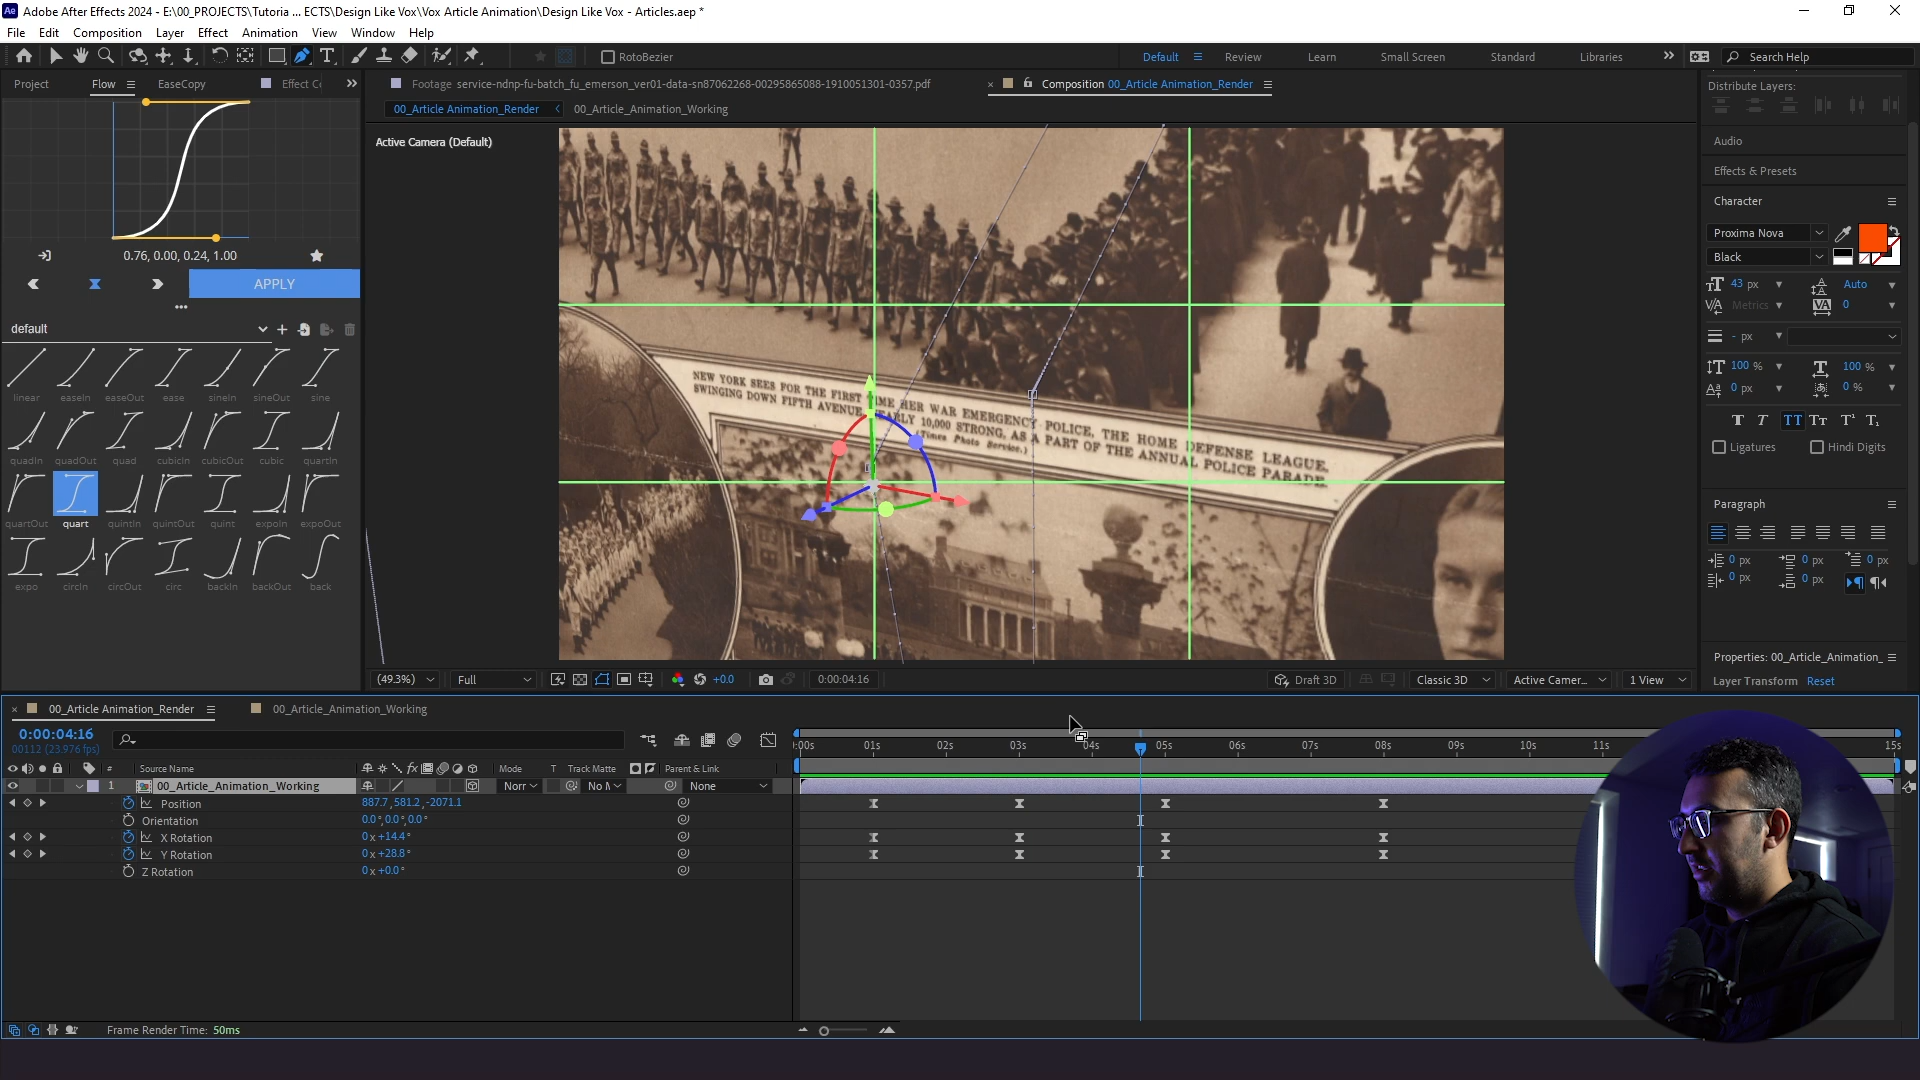 Adobe After Effects 2024 - E:\00_PROJECTS\Tutoria ... ECTS\Design Like Vox\Vox Article Animation\Design Like Vox - Articles.aep *
File Edit Composition Layer Effect Animation View Window Help
RotoBezier
Default Review Learn Small Screen Standard Libraries Search Help
Project Flow EaseCopy Effect Cc
Footage service-ndnp-fu-batch_fu_emerson_ver01-data-sn87062268-00295865088-1910051301-0357.pdf
Composition 00_Article Animation_Render
00_Article Animation_Render 00_Article_Animation_Working
Active Camera (Default)
NEW YORK SEES FOR THE FIRST TIME HER WAR EMERGENCY POLICE, THE HOME DEFENSE LEAGUE,
SWINGING DOWN FIFTH AVENUE NEARLY 10,000 STRONG, AS A PART OF THE ANNUAL POLICE PARADE.
(Times Photo Service.)
0.76, 0.00, 0.24, 1.00
APPLY
default
linear easeIn easeOut ease sineIn sineOut sine
quadIn quadOut quad cubicIn cubicOut cubic quartIn
quartOut quart quintIn quintOut quint expoIn expoOut
expo circIn circOut circ backIn backOut back
(49.3%) Full +0.0 0:00:04:16 Draft 3D Classic 3D Active Camer... 1 View
Distribute Layers:
Audio
Effects & Presets
Character
Proxima Nova
Black
43 px Auto
Metrics 0
- px
100 % 100 %
0 px 0 %
Ligatures Hindi Digits
Paragraph
0 px 0 px 0 px
0 px 0 px
Properties: 00_Article_Animation_
Layer Transform Reset
00_Article Animation_Render 00_Article_Animation_Working
0:00:04:16
00112 (23.976 fps)
:00s 01s 02s 03s 04s 05s 06s 07s 08s 09s 10s 11s 15s
# Source Name fx Mode T Track Matte Parent & Link
1 00_Article_Animation_Working Norr No M None
Position 887.7, 581.2, -2071.1
Orientation 0.0°, 0.0°, 0.0°
X Rotation 0x+14.4°
Y Rotation 0x+28.8°
Z Rotation 0x+0.0°
Frame Render Time: 50ms